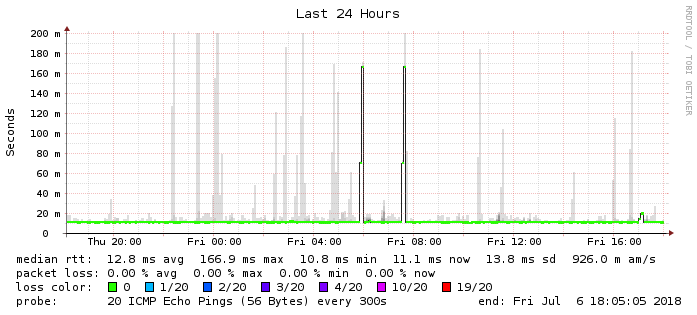 Last 24 Hours
RRDTOOL / TOBI OETIKER
Seconds
200 m
180 m
160 m
140 m
120 m
100 m
80 m
60 m
40 m
20 m
0
Thu 20:00 Fri 00:00 Fri 04:00 Fri 08:00 Fri 12:00 Fri 16:00
median rtt: 12.8 ms avg 166.9 ms max 10.8 ms min 11.1 ms now 13.8 ms sd 926.0 m am/s
packet loss: 0.00 % avg 0.00 % max 0.00 % min 0.00 % now
loss color: 0 1/20 2/20 3/20 4/20 10/20 19/20
probe: 20 ICMP Echo Pings (56 Bytes) every 300s end: Fri Jul 6 18:05:05 2018